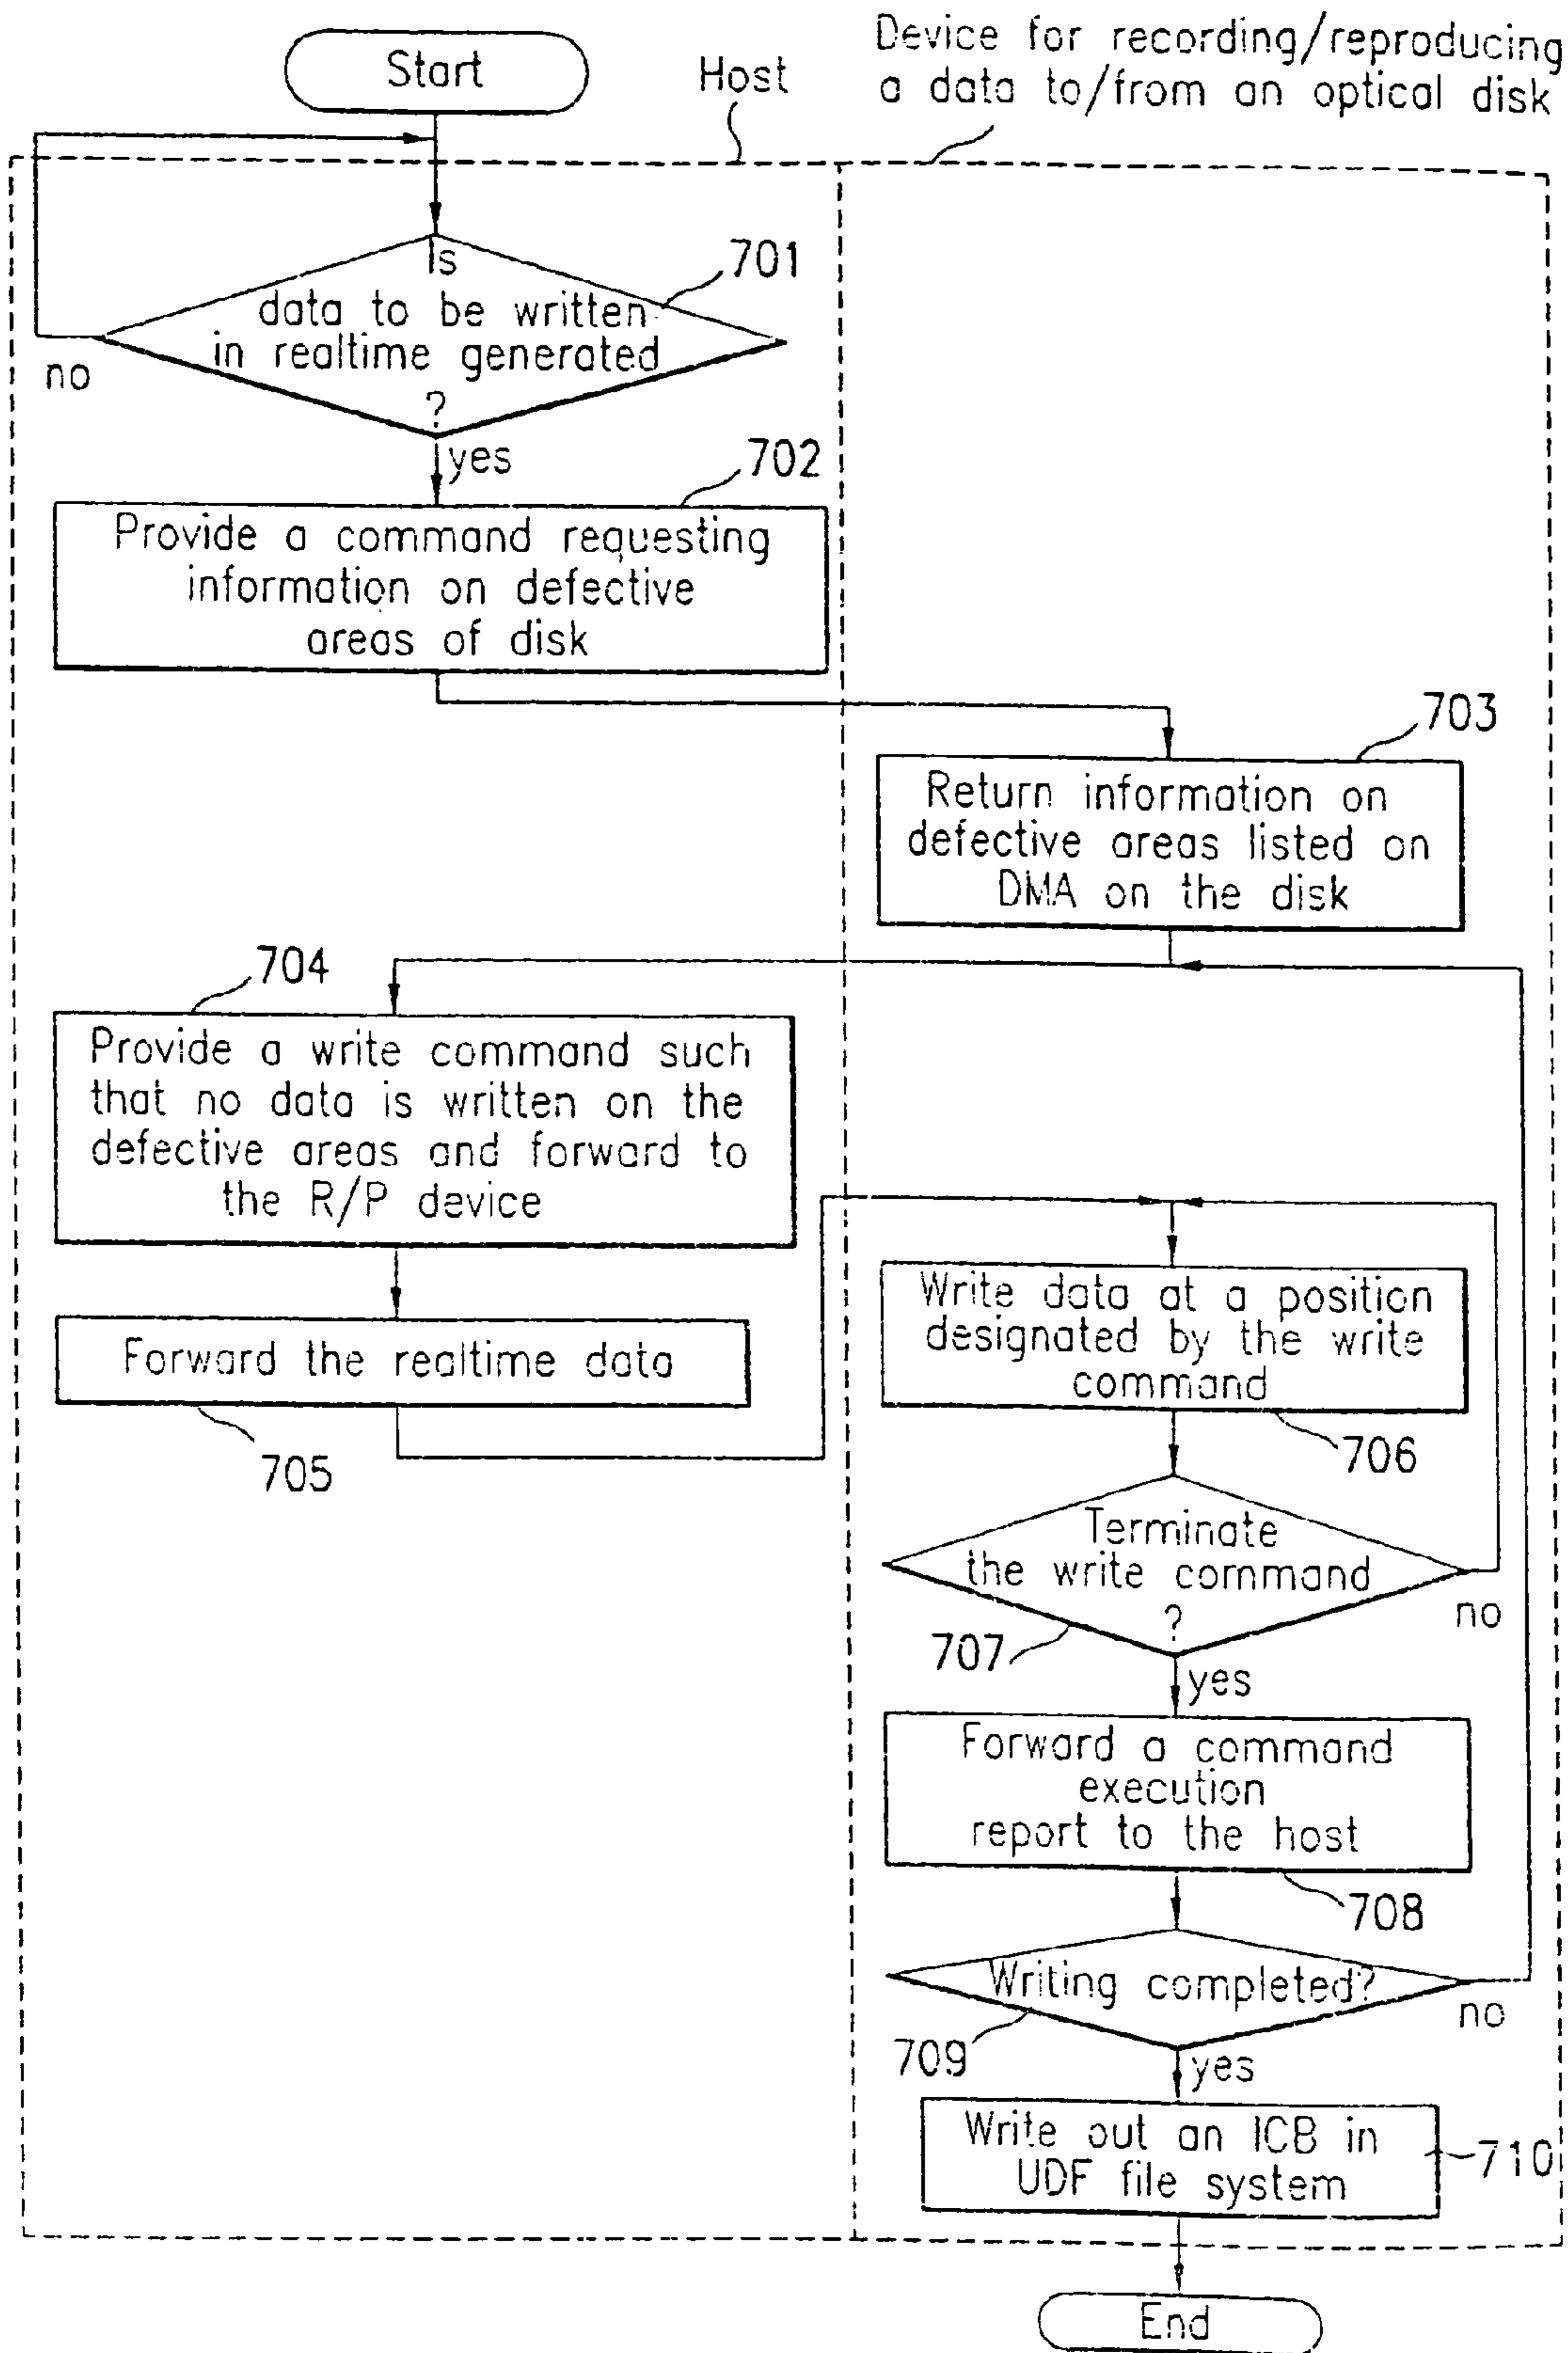 Start
Host
Device for recording/reproducing
a data to/from an optical disk
Is
data to be written
in realtime generated
?
701
no
yes
702
Provide a command requesting
information on defective
areas of disk
703
Return information on
defective areas listed on
DMA on the disk
704
Provide a write command such
that no data is written on the
defective areas and forward to
the R/P device
Forward the realtime data
705
Write data at a position
designated by the write
command
706
Terminate
the write command
?
no
707
yes
Forward a command
execution
report to the host
708
Writing completed?
no
709
yes
Write out an ICB in
UDF file system
710
End